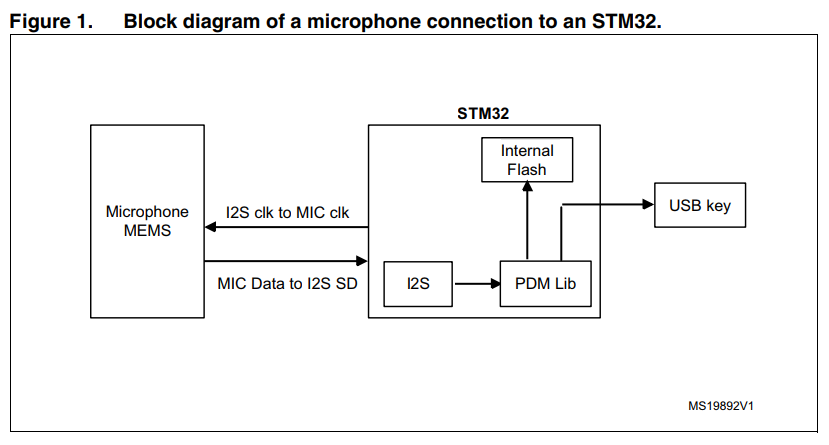 Figure 1. Block diagram of a microphone connection to an STM32.
STM32
Internal
Flash
Microphone
MEMS
I2S clk to MIC clk
USB key
MIC Data to I2S SD
I2S
PDM Lib
MS19892V1